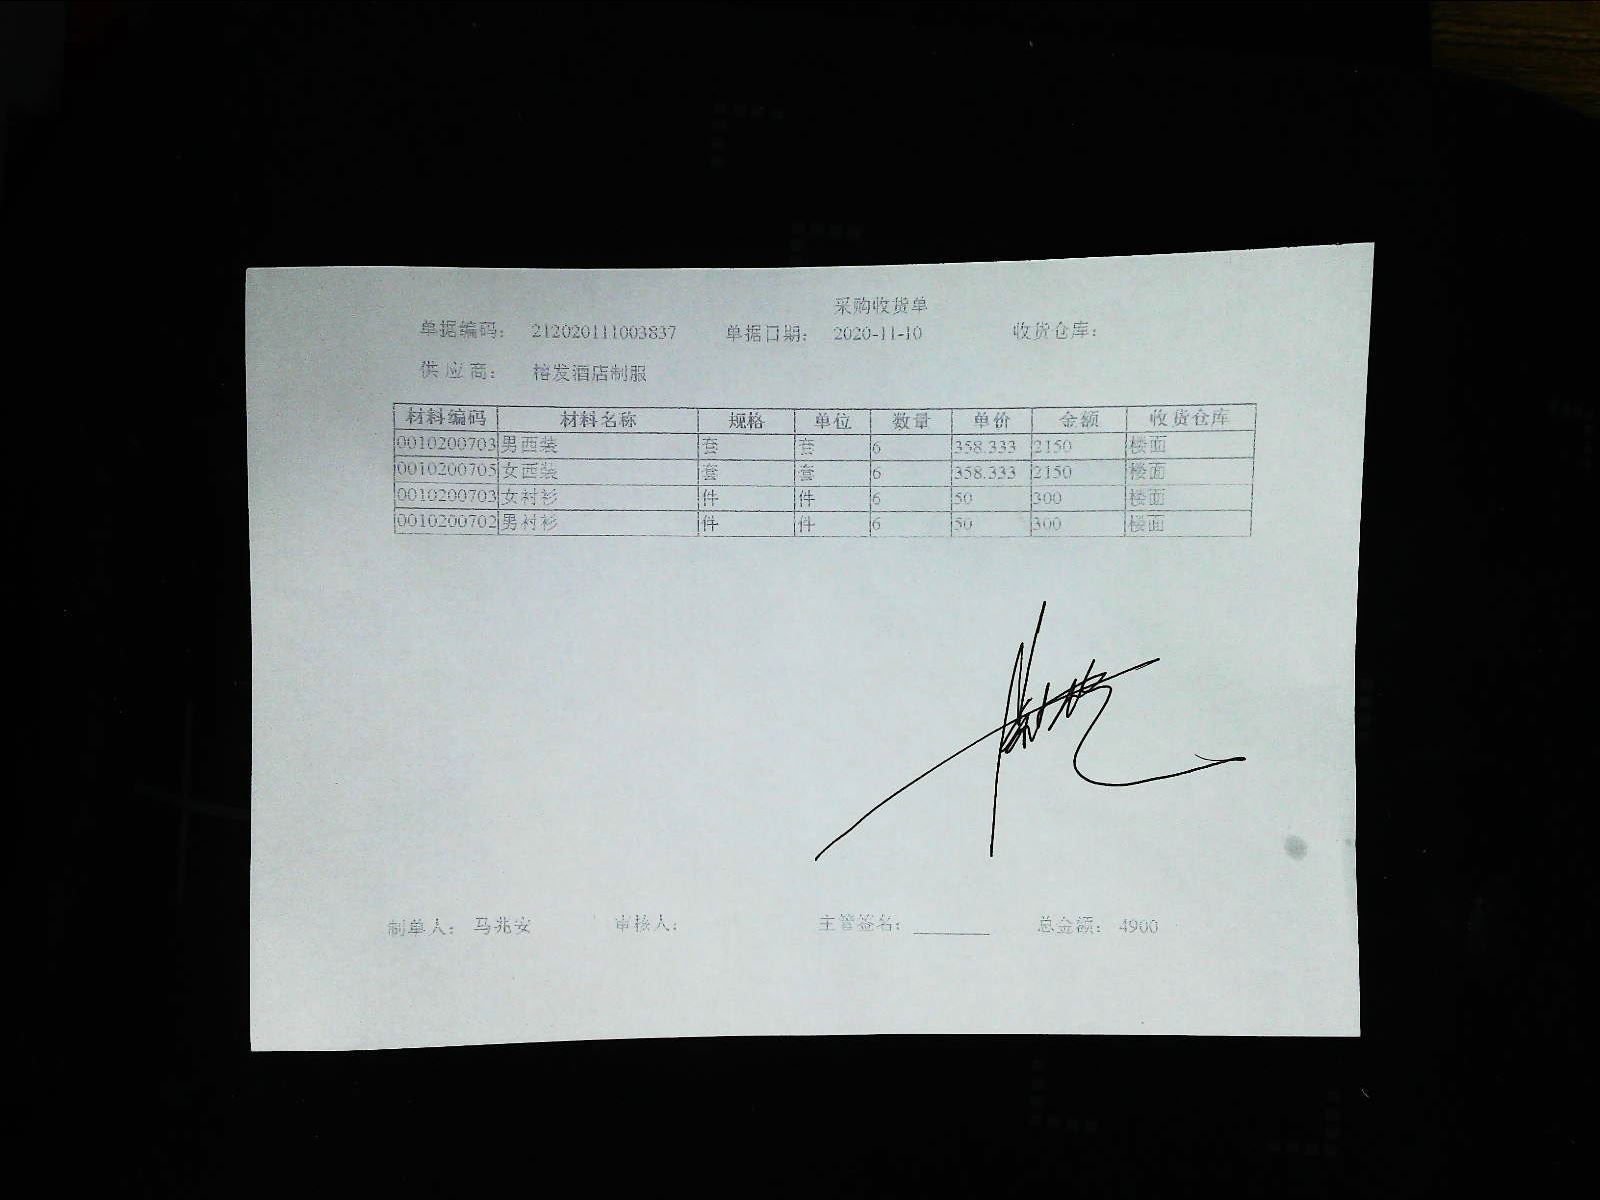 采购收货单
单据编码: 212020111003837 单据日期: 2020-11-10 收货仓库:
供应商: 榕发酒店制服
材料编码 材料名称 规格 单位 数量 单价 金额 收货仓库
0010200703 男西装 套 套 6 358.333 2150 楼面
0010200705 女西装 套 套 6 358.333 2150 楼面
0010200703 女衬衫 件 件 6 50 300 楼面
0010200702 男衬衫 件 件 6 50 300 楼面
制单人: 马兆安 审核人: 主管签名: 总金额: 4900